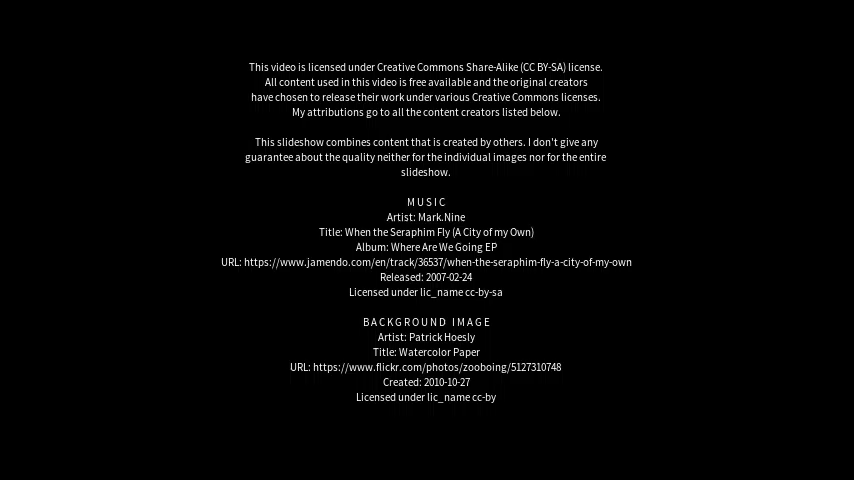 This video is licensed under Creative Commons Share-Alike (CC BY-SA) license.
All content used in this video is free available and the original creators
have chosen to release their work under various Creative Commons licenses.
My attributions go to all the content creators listed below.
This slideshow combines content that is created by others. I don't give any
guarantee about the quality neither for the individual images nor for the entire
slideshow.
MUSIC
Artist: Mark.Nine
Title: When the Seraphim Fly (A City of my Own)
Album: Where Are We Going EP
URL: https://www.jamendo.com/en/track/36537/when-the-seraphim-fly-a-city-of-my-own
Released: 2007-02-24
Licensed under lic_name cc-by-sa
BACKGROUND IMAGE
Artist: Patrick Hoesly
Title: Watercolor Paper
URL: https://www.flickr.com/photos/zooboing/5127310748
Created: 2010-10-27
Licensed under lic_name cc-by